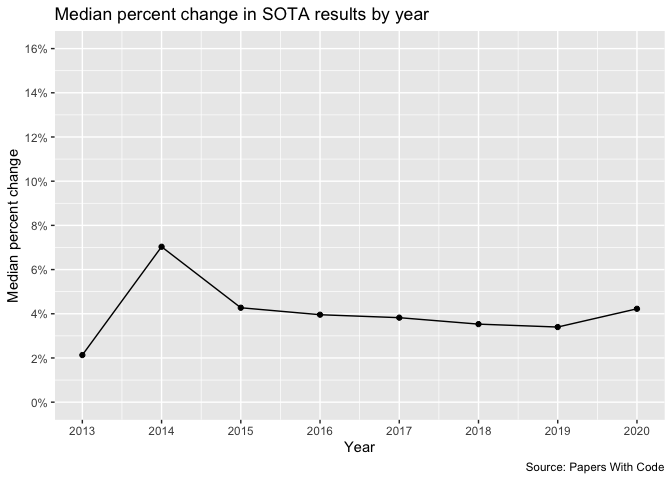 Median percent change in SOTA results by year
Median percent change
16%
14%
12%
10%
8%
6%
4%
2%
0%
2013 2014 2015 2016 2017 2018 2019 2020
Year
Source: Papers With Code